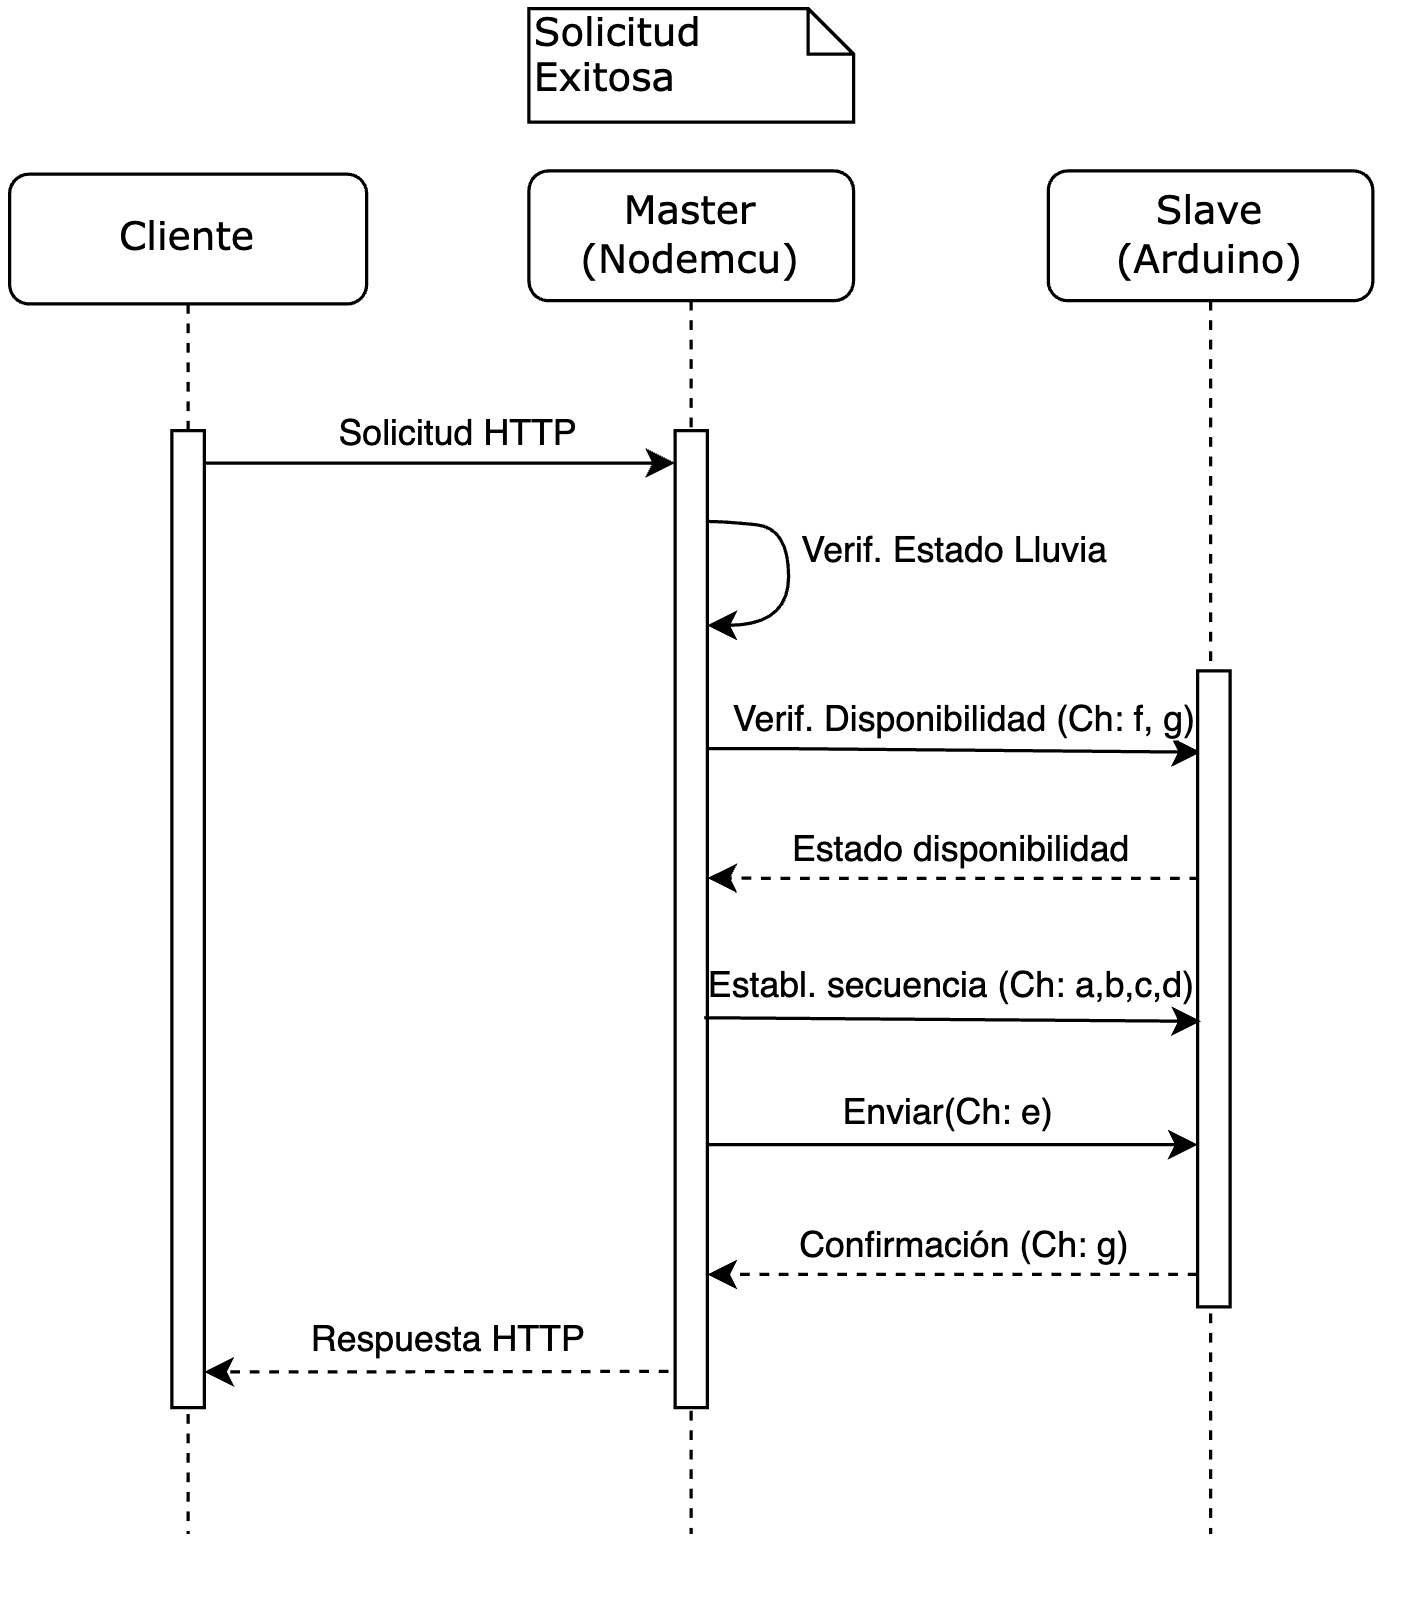 Solicitud
Exitosa
Cliente
Master
(Nodemcu)
Slave
(Arduino)
Solicitud HTTP
Verif. Estado Lluvia
Verif. Disponibilidad (Ch: f, g)
Estado disponibilidad
Establ. secuencia (Ch: a,b,c,d)
Enviar(Ch: e)
Confirmación (Ch: g)
Respuesta HTTP